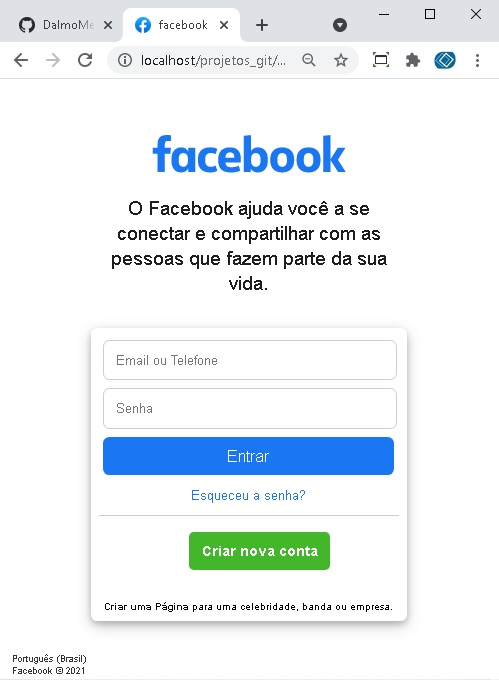 DalmoMe
facebook
localhost/projetos_git/...
facebook
O Facebook ajuda você a se
conectar e compartilhar com as
pessoas que fazem parte da sua
vida.
Email ou Telefone
Senha
Entrar
Esqueceu a senha?
Criar nova conta
Criar uma Página para uma celebridade, banda ou empresa.
Português (Brasil)
Facebook © 2021